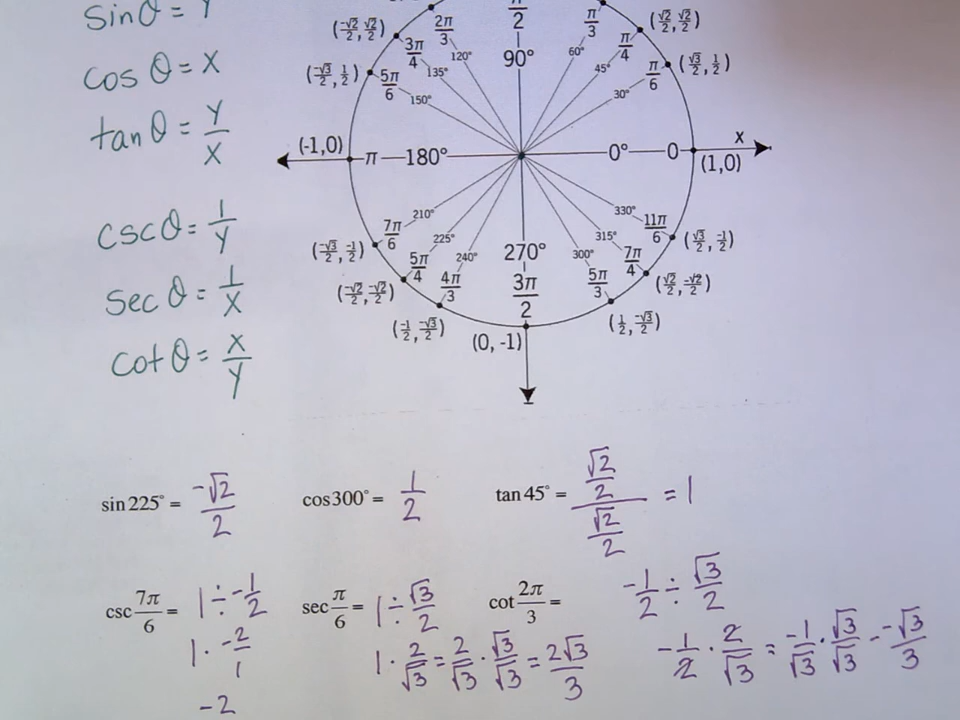 sinθ = Y
cos θ = X
tan θ = Y/X
cscθ = 1/Y
sec θ = 1/X
cot θ = X/Y
π/2
90°
π/3
60°
(√2/2, √2/2)
π/4
45°
(√3/2, 1/2)
π/6
30°
(-√2/2, √2/2)
2π/3
120°
3π/4
135°
(-√3/2, 1/2)
5π/6
150°
(-1,0) π 180° 0° 0 x (1,0)
(-√3/2, -1/2)
7π/6
210°
(-√2/2, -√2/2)
5π/4
225°
(-1/2, -√3/2)
4π/3
240°
270°
3π/2
(0, -1)
300°
5π/3
(1/2, -√3/2)
315°
7π/4
(√2/2, -√2/2)
330°
11π/6
(√3/2, -1/2)
sin 225° = -√2/2 cos 300° = 1/2 tan 45° = (√2/2)/(√2/2) = 1
csc 7π/6 = 1 ÷ -1/2 sec π/6 = 1 ÷ √3/2 cot 2π/3 = -1/2 ÷ √3/2
1 · -2/1 1 · 2/√3 = 2/√3 · √3/√3 = 2√3/3 -1/2 · 2/√3 = -1/√3 · √3/√3 - -√3/3
-2